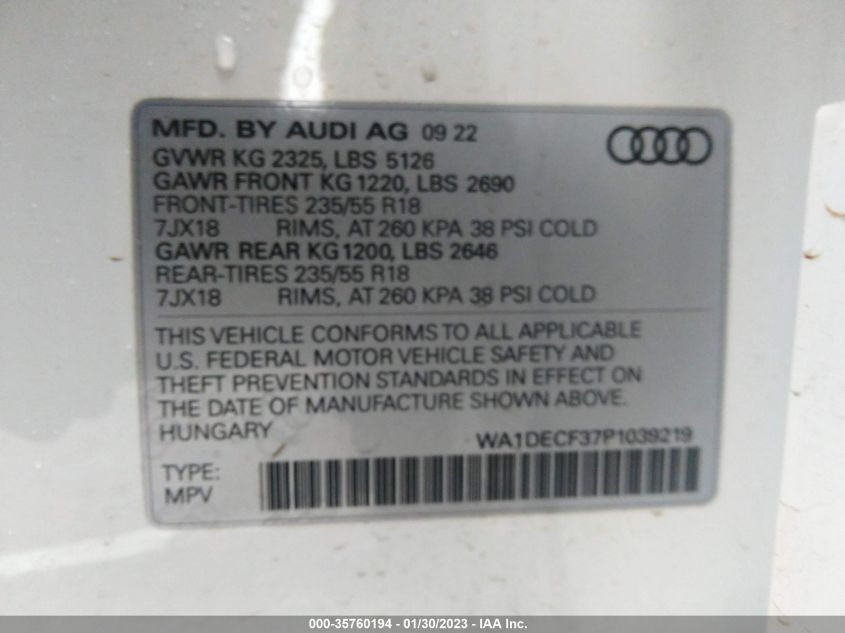 MFD. BY AUDI AG 09 22
GVWR KG 2325, LBS 5126
GAWR FRONT KG 1220, LBS 2690
FRONT-TIRES 235/55 R18
7JX18 RIMS, AT 260 KPA 38 PSI COLD
GAWR REAR KG 1200, LBS 2646
REAR-TIRES 235/55 R18
7JX18 RIMS, AT 260 KPA 38 PSI COLD
THIS VEHICLE CONFORMS TO ALL APPLICABLE
U.S. FEDERAL MOTOR VEHICLE SAFETY AND
THEFT PREVENTION STANDARDS IN EFFECT ON
THE DATE OF MANUFACTURE SHOWN ABOVE.
HUNGARY WA1DECF37P1039219
TYPE:
MPV
000-35760194 - 01/30/2023 - IAA Inc.